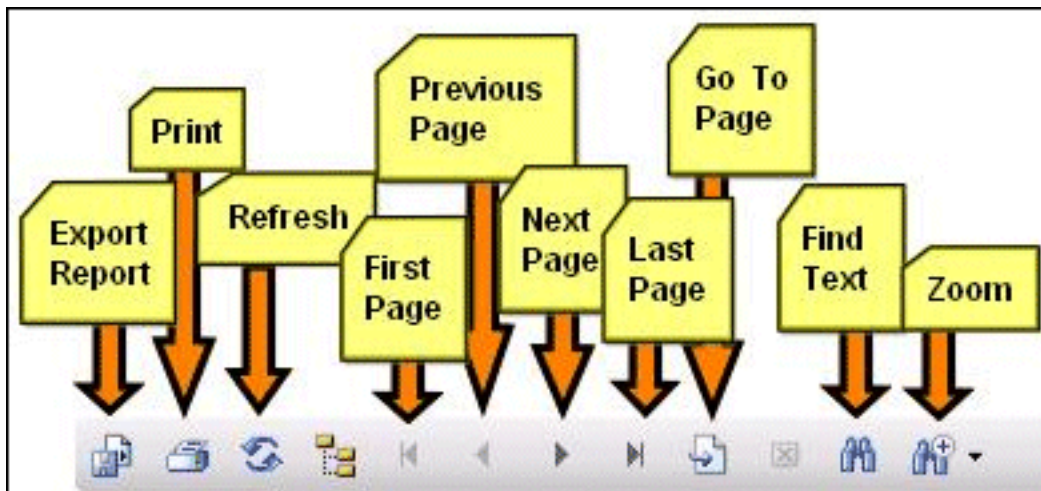 Export
Report
Print
Refresh
First
Page
Previous
Page
Next
Page
Last
Page
Go To
Page
Find
Text
Zoom